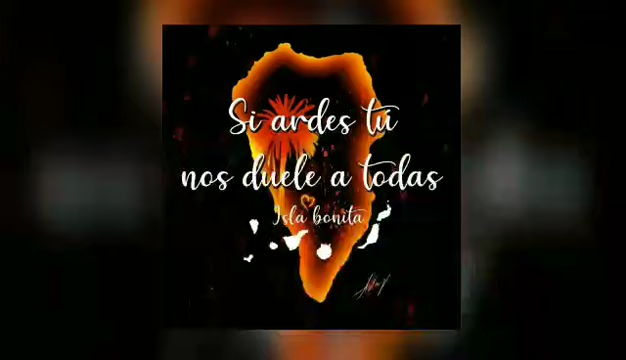 Si ardes tú
nos duele a todas
Isla bonita